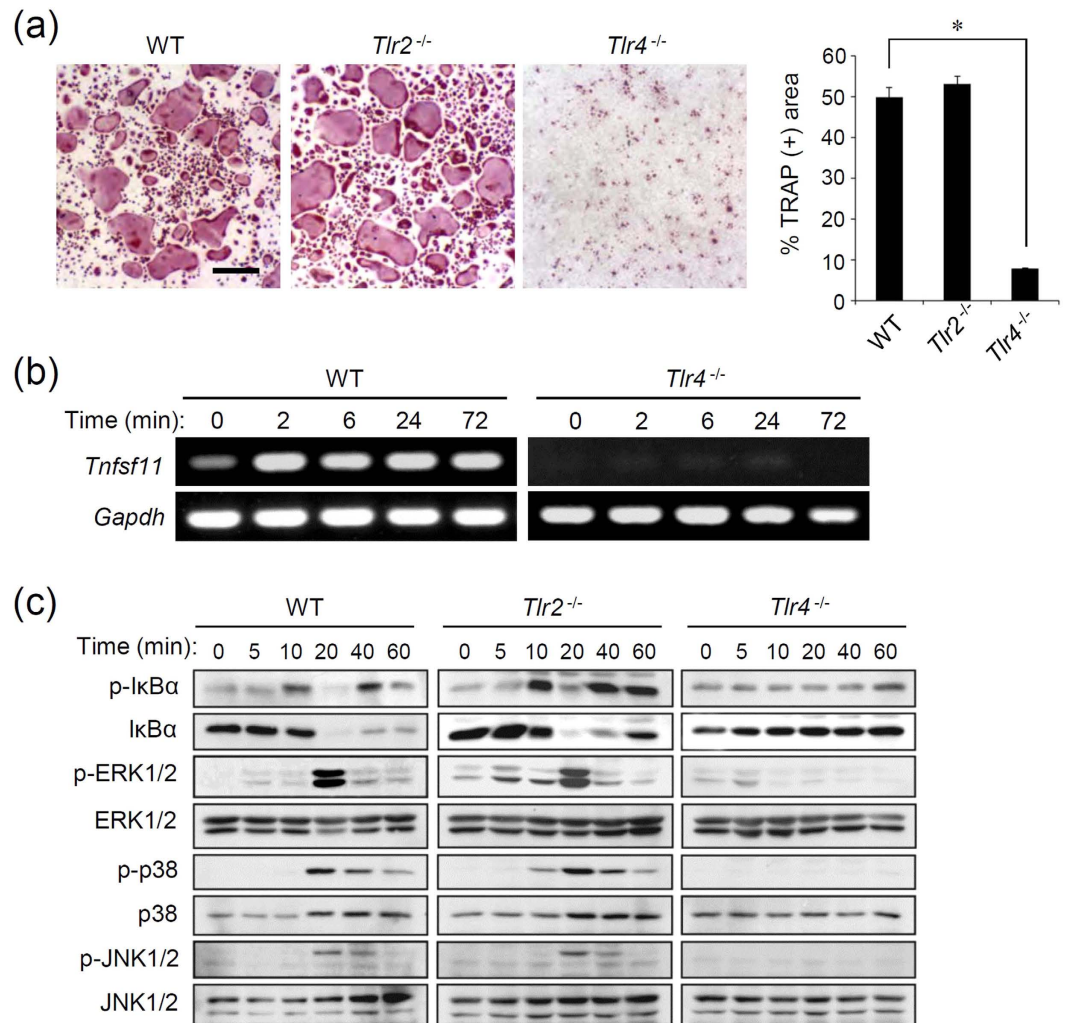 (a)
WT
Tlr2 -/-
Tlr4 -/-
*
% TRAP (+) area
60
50
40
30
20
10
0
WT
Tlr2 -/-
Tlr4 -/-
(b)
WT
Tlr4 -/-
Time (min): 0 2 6 24 72 0 2 6 24 72
Tnfsf11
Gapdh
(c)
WT
Tlr2 -/-
Tlr4 -/-
Time (min): 0 5 10 20 40 60 0 5 10 20 40 60 0 5 10 20 40 60
p-IκBα
IκBα
p-ERK1/2
ERK1/2
p-p38
p38
p-JNK1/2
JNK1/2